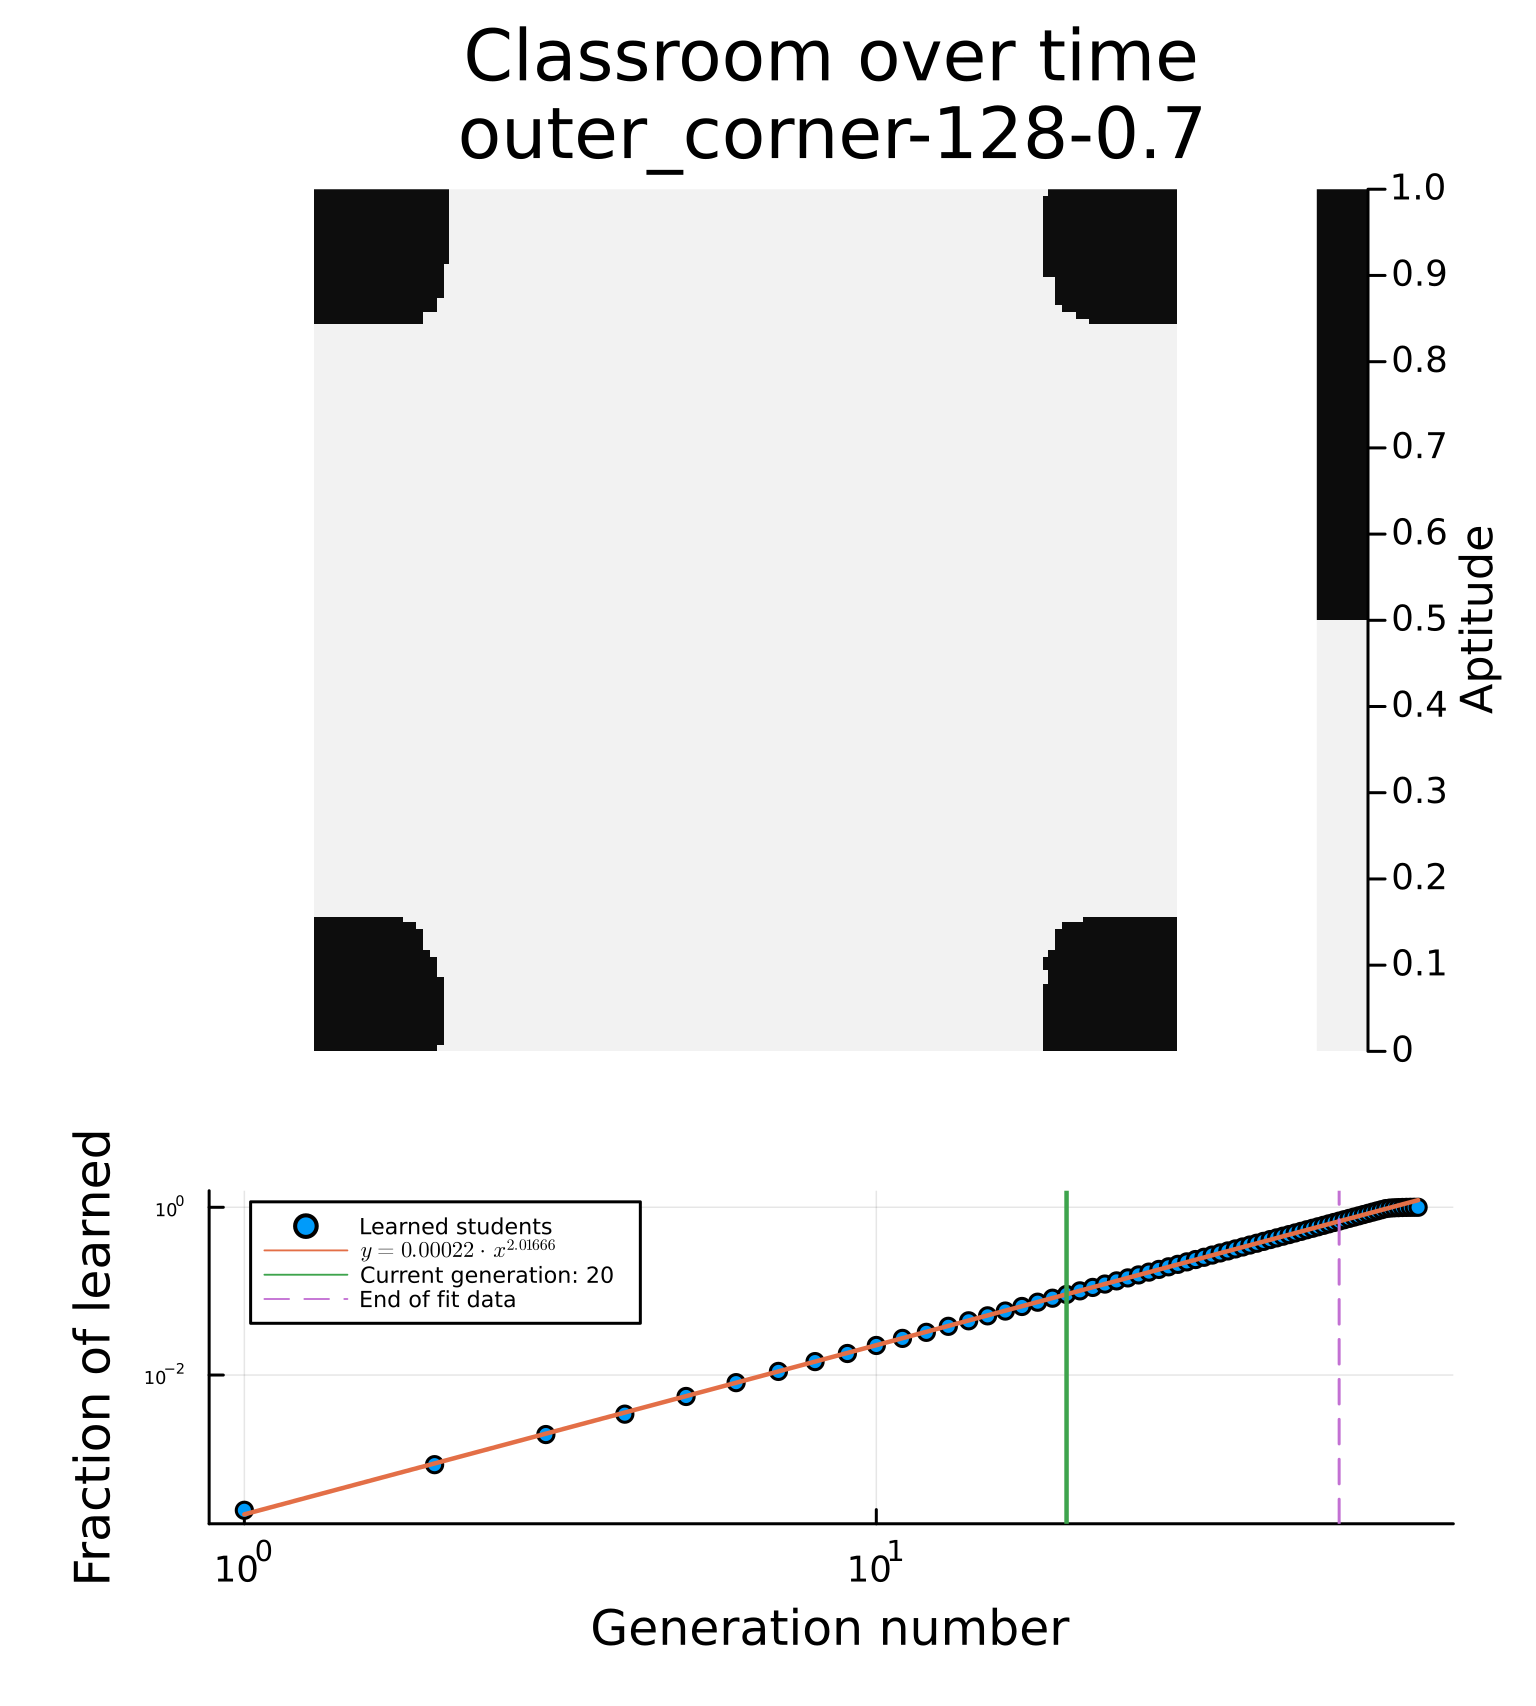 Classroom over time
outer_corner-128-0.7
1.0
0.9
0.8
0.7
0.6
0.5
0.4
0.3
0.2
0.1
0
Aptitude
Fraction of learned
10⁰
10⁻²
Learned students
y = 0.00022 · x^2.01666
Current generation: 20
End of fit data
10⁰
10¹
Generation number